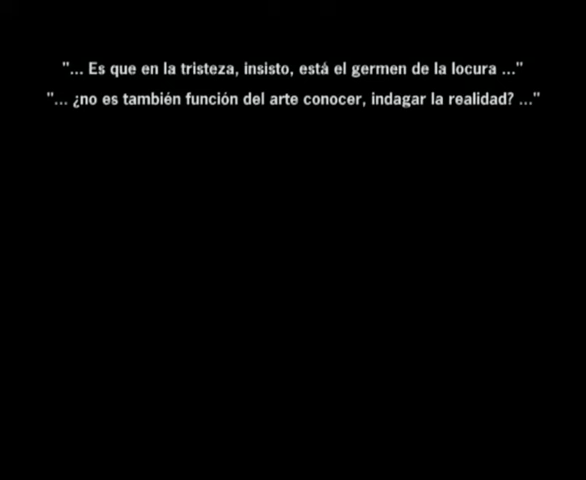 "... Es que en la tristeza, insisto, está el germen de la locura ..."
"... ¿no es también función del arte conocer, indagar la realidad? ..."